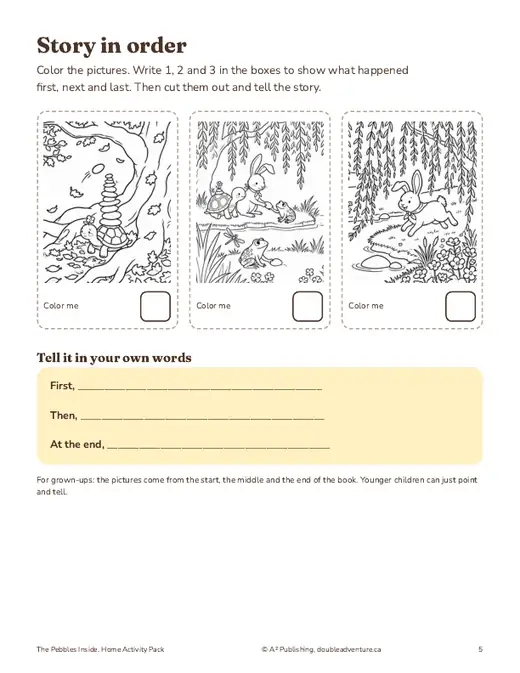 Story in order
Color the pictures. Write 1, 2 and 3 in the boxes to show what happened
first, next and last. Then cut them out and tell the story.
Color me
Color me
Color me
Tell it in your own words
First, ______________________________________________
Then, ______________________________________________
At the end, __________________________________________
For grown-ups: the pictures come from the start, the middle and the end of the book. Younger children can just point
and tell.
The Pebbles Inside. Home Activity Pack
© A² Publishing, doubleadventure.ca
5